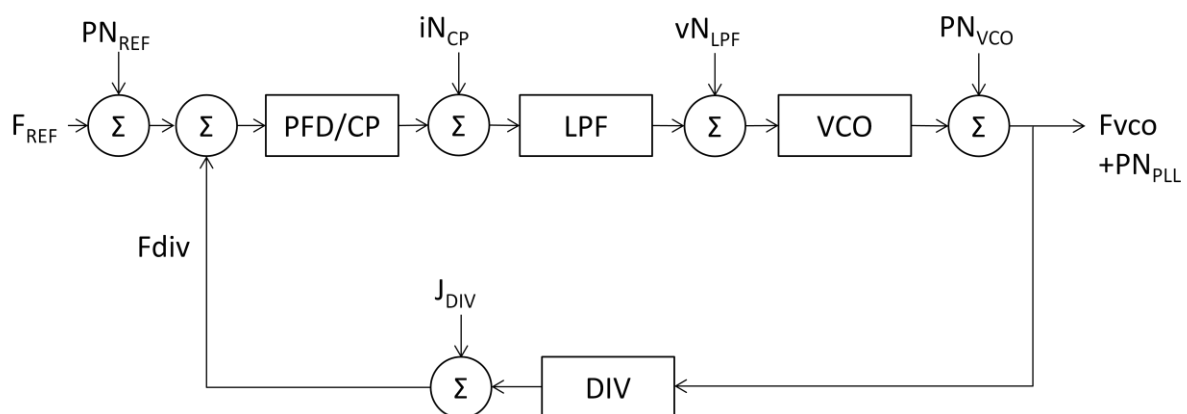 PN_REF
iN_CP
vN_LPF
PN_VCO
F_REF
Σ
Σ
PFD/CP
Σ
LPF
Σ
VCO
Σ
Fvco
+PN_PLL
Fdiv
J_DIV
Σ
DIV